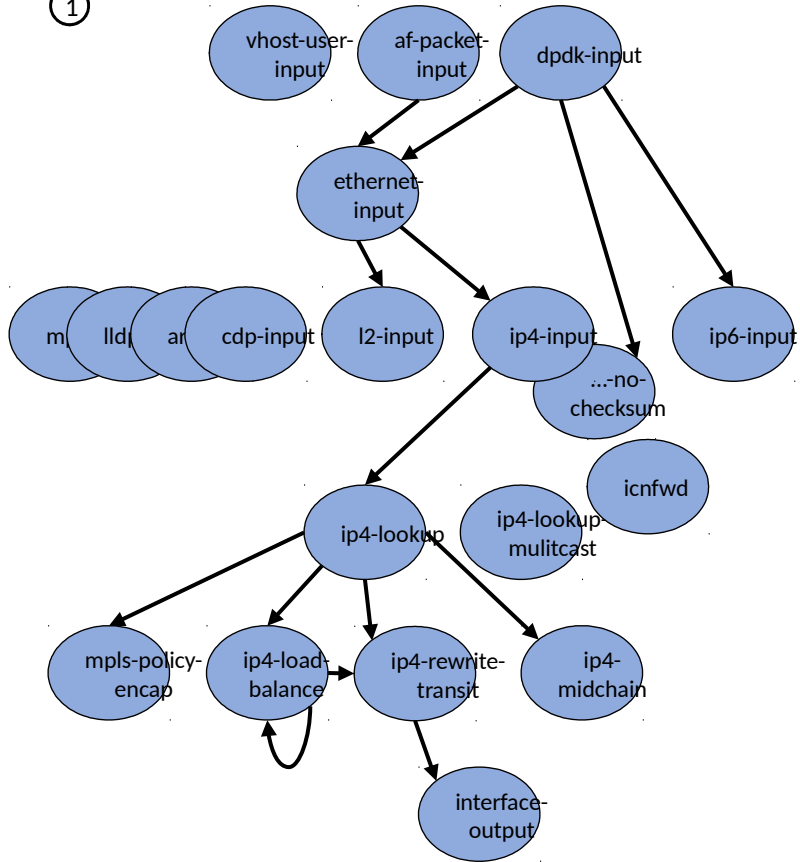 1
vhost-user-
input
af-packet-
input
dpdk-input
ethernet-
input
cdp-input
l2-input
ip4-input
ip6-input
...-no-
checksum
icnfwd
ip4-lookup
ip4-lookup-
mulitcast
mpls-policy-
encap
ip4-load-
balance
ip4-rewrite-
transit
ip4-
midchain
interface-
output